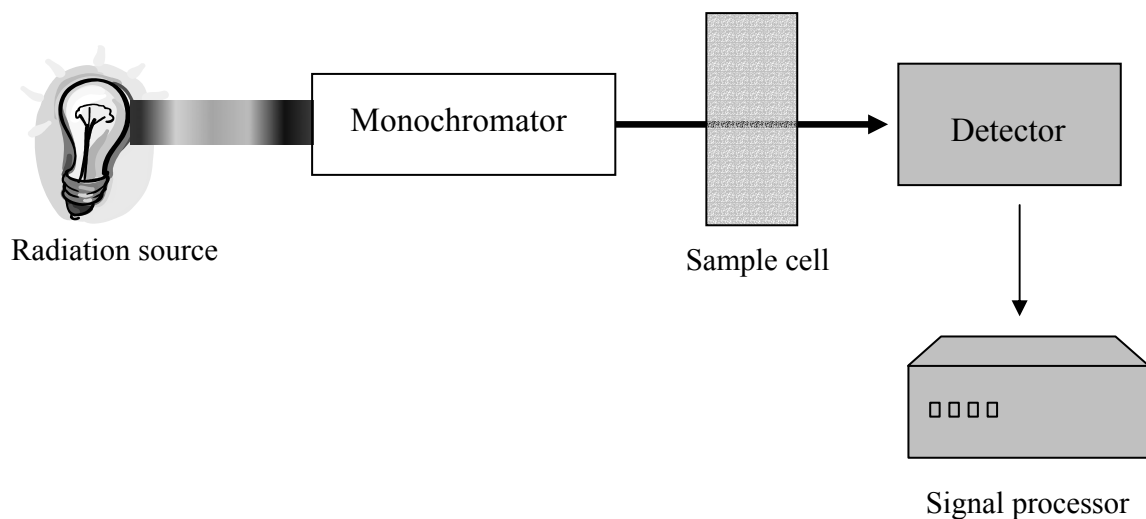 Monochromator
Detector
Radiation source
Sample cell
Signal processor